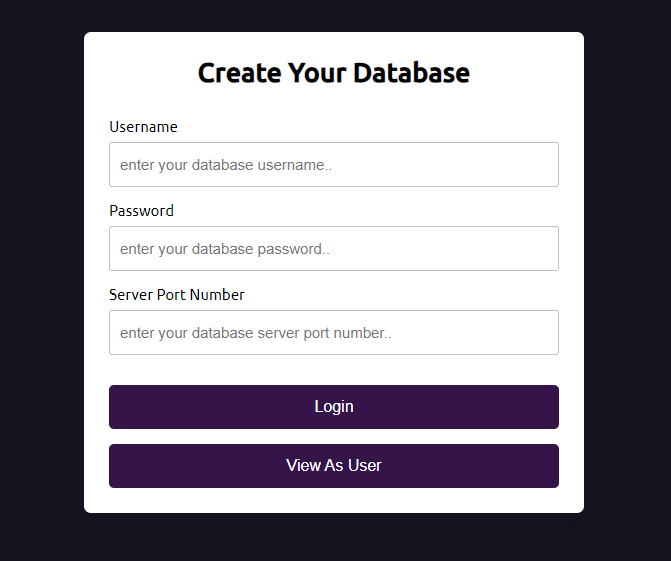 Create Your Database
Username
enter your database username..
Password
enter your database password..
Server Port Number
enter your database server port number..
Login
View As User